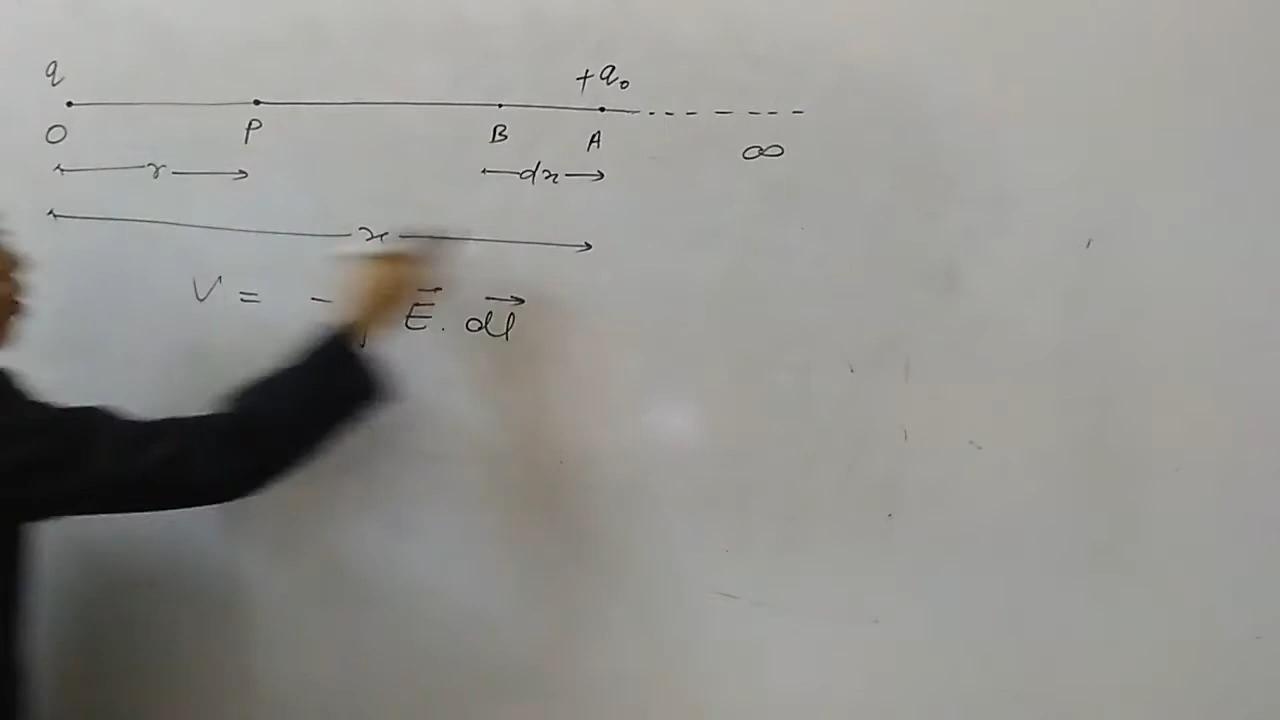 q +q₀
O P B A ∞
r dx
x
V = - E⃗. dl⃗